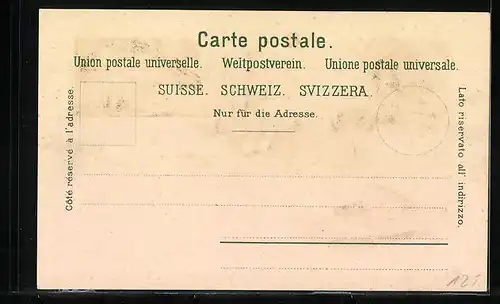 Carte postale.
Union postale universelle. Weltpostverein. Unione postale universale.
SUISSE. SCHWEIZ. SVIZZERA.
Nur für die Adresse.
Côté réservé à l'adresse.
Lato riservato all' indirizzo.